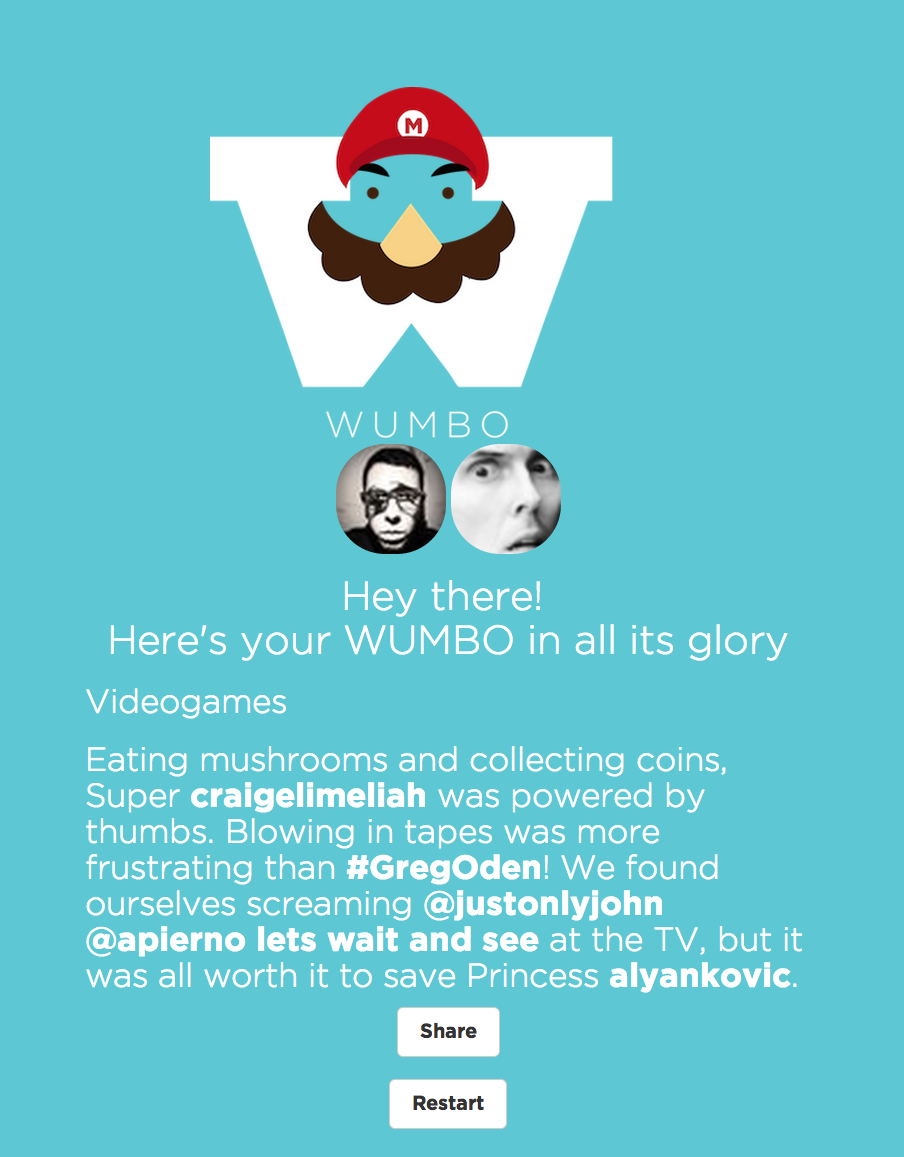 M
W
WUMBO
Hey there!
Here's your WUMBO in all its glory
Videogames
Eating mushrooms and collecting coins,
Super craigelimeliah was powered by
thumbs. Blowing in tapes was more
frustrating than #GregOden! We found
ourselves screaming @justonlyjohn
@apierno lets wait and see at the TV, but it
was all worth it to save Princess alyankovic.
Share
Restart